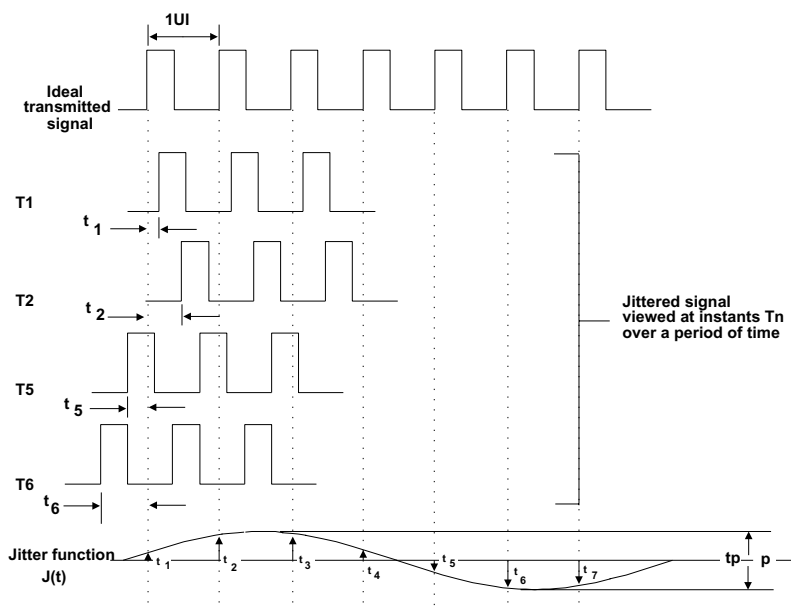 1UI
Ideal
transmitted
signal
T1
t 1
T2
t 2
Jittered signal
viewed at instants Tn
over a period of time
T5
t 5
T6
t 6
Jitter function
J(t)
t 1
t 2
t 3
t 4
t 5
t 6
t 7
tp p